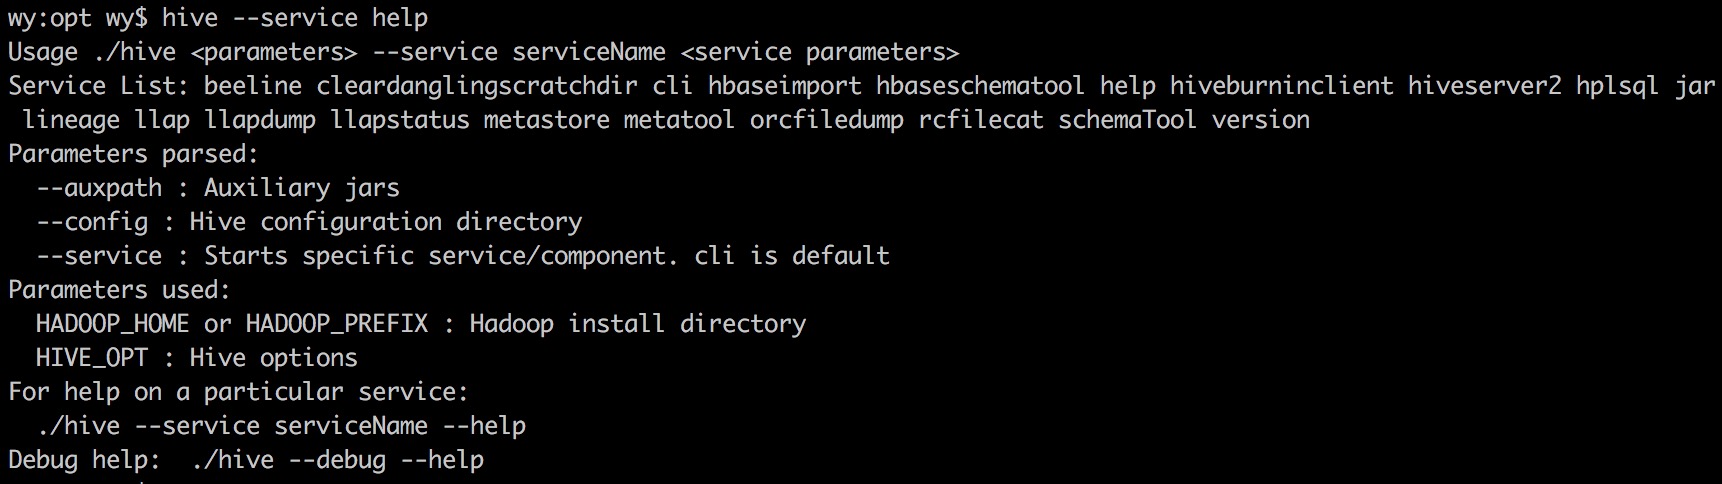 wy:opt wy$ hive --service help
Usage ./hive <parameters> --service serviceName <service parameters>
Service List: beeline cleardanglingscratchdir cli hbaseimport hbaseschematool help hiveburninclient hiveserver2 hplsql jar
 lineage llap llapdump llapstatus metastore metatool orcfiledump rcfilecat schemaTool version
Parameters parsed:
  --auxpath : Auxiliary jars
  --config : Hive configuration directory
  --service : Starts specific service/component. cli is default
Parameters used:
  HADOOP_HOME or HADOOP_PREFIX : Hadoop install directory
  HIVE_OPT : Hive options
For help on a particular service:
  ./hive --service serviceName --help
Debug help:  ./hive --debug --help